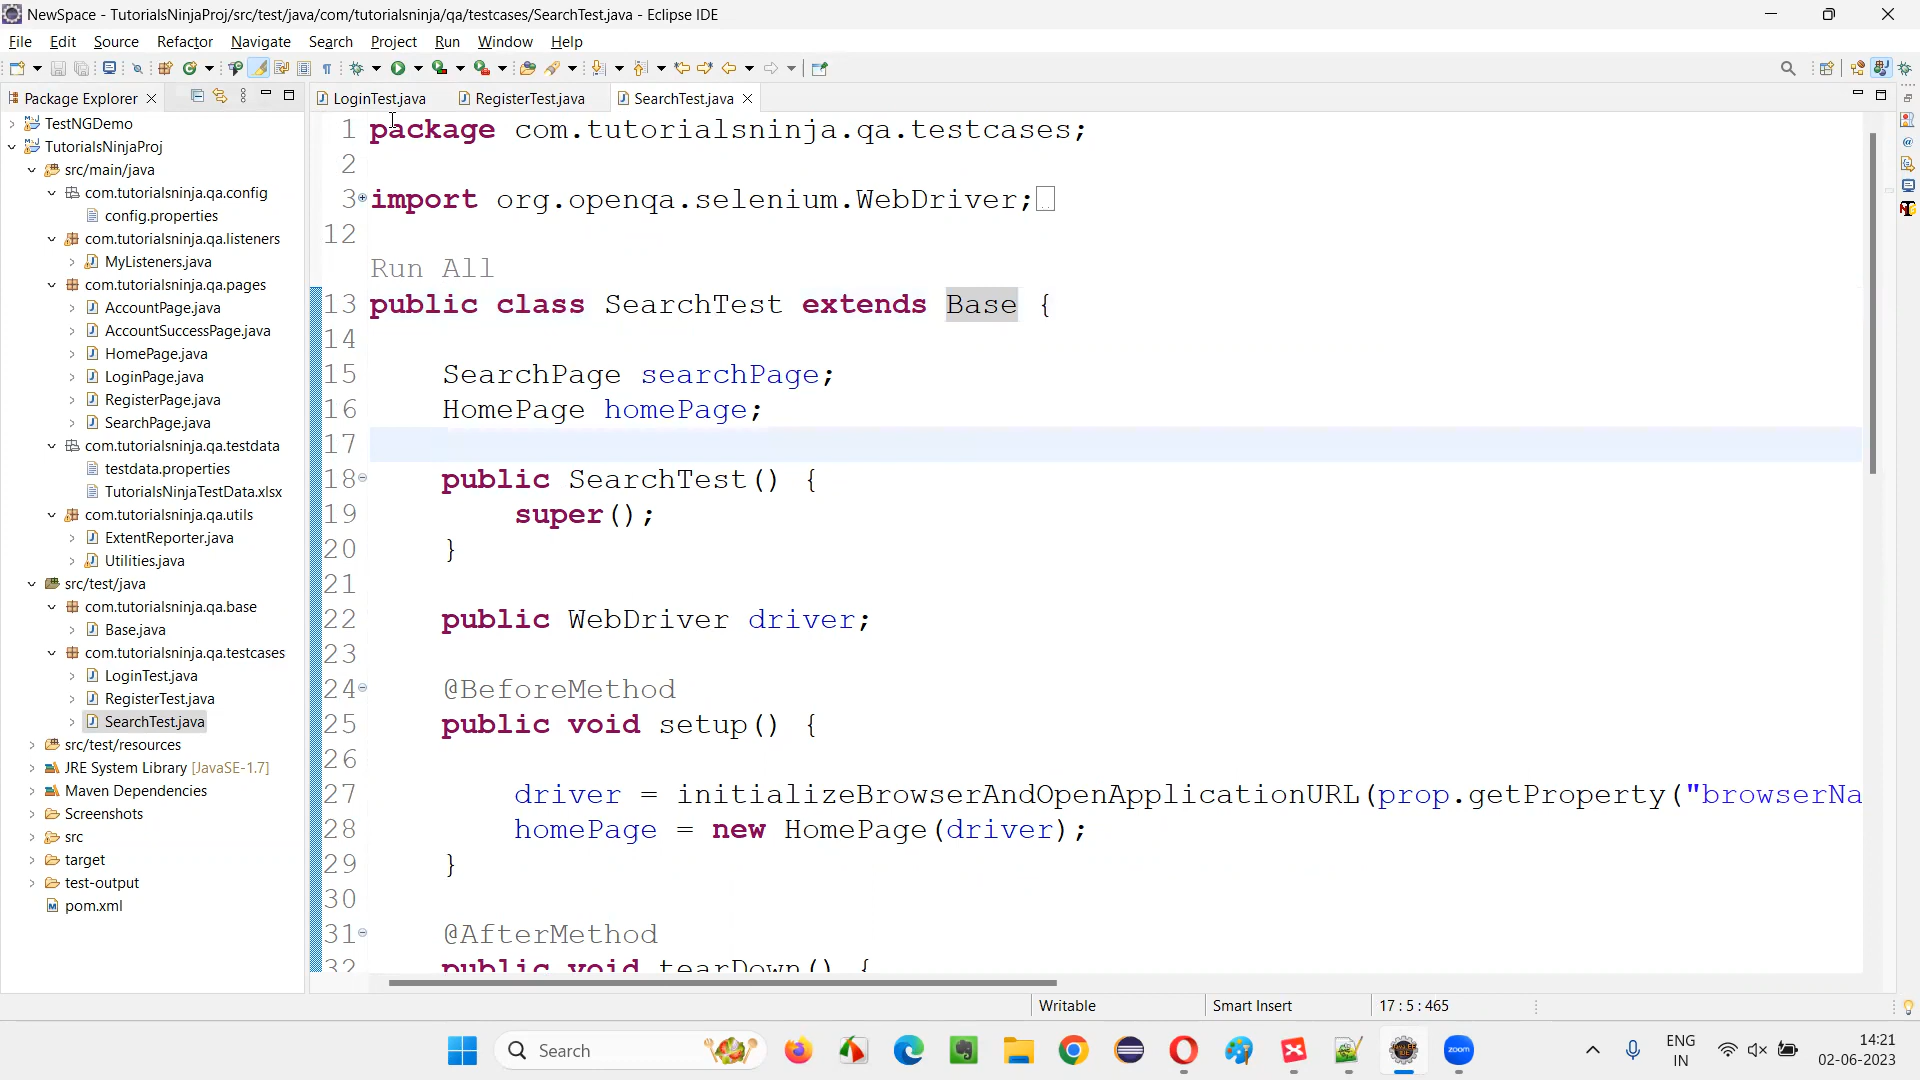 NewSpace - TutorialsNinjaProj/src/test/java/com/tutorialsninja/qa/testcases/SearchTest.java - Eclipse IDE
File Edit Source Refactor Navigate Search Project Run Window Help
Package Explorer
TestNGDemo
TutorialsNinjaProj
src/main/java
com.tutorialsninja.qa.config
config.properties
com.tutorialsninja.qa.listeners
MyListeners.java
com.tutorialsninja.qa.pages
AccountPage.java
AccountSuccessPage.java
HomePage.java
LoginPage.java
RegisterPage.java
SearchPage.java
com.tutorialsninja.qa.testdata
testdata.properties
TutorialsNinjaTestData.xlsx
com.tutorialsninja.qa.utils
ExtentReporter.java
Utilities.java
src/test/java
com.tutorialsninja.qa.base
Base.java
com.tutorialsninja.qa.testcases
LoginTest.java
RegisterTest.java
SearchTest.java
src/test/resources
JRE System Library [JavaSE-1.7]
Maven Dependencies
Screenshots
src
target
test-output
pom.xml
LoginTest.java RegisterTest.java SearchTest.java
1 package com.tutorialsninja.qa.testcases;
2
3 import org.openqa.selenium.WebDriver;
12
Run All
13 public class SearchTest extends Base {
14
15 SearchPage searchPage;
16 HomePage homePage;
17
18 public SearchTest() {
19 super();
20 }
21
22 public WebDriver driver;
23
24 @BeforeMethod
25 public void setup() {
26
27 driver = initializeBrowserAndOpenApplicationURL(prop.getProperty("browserNa
28 homePage = new HomePage(driver);
29 }
30
31 @AfterMethod
32 public void tearDown() {
Writable Smart Insert 17 : 5 : 465
Search
zoom
ENG
IN
14:21
02-06-2023